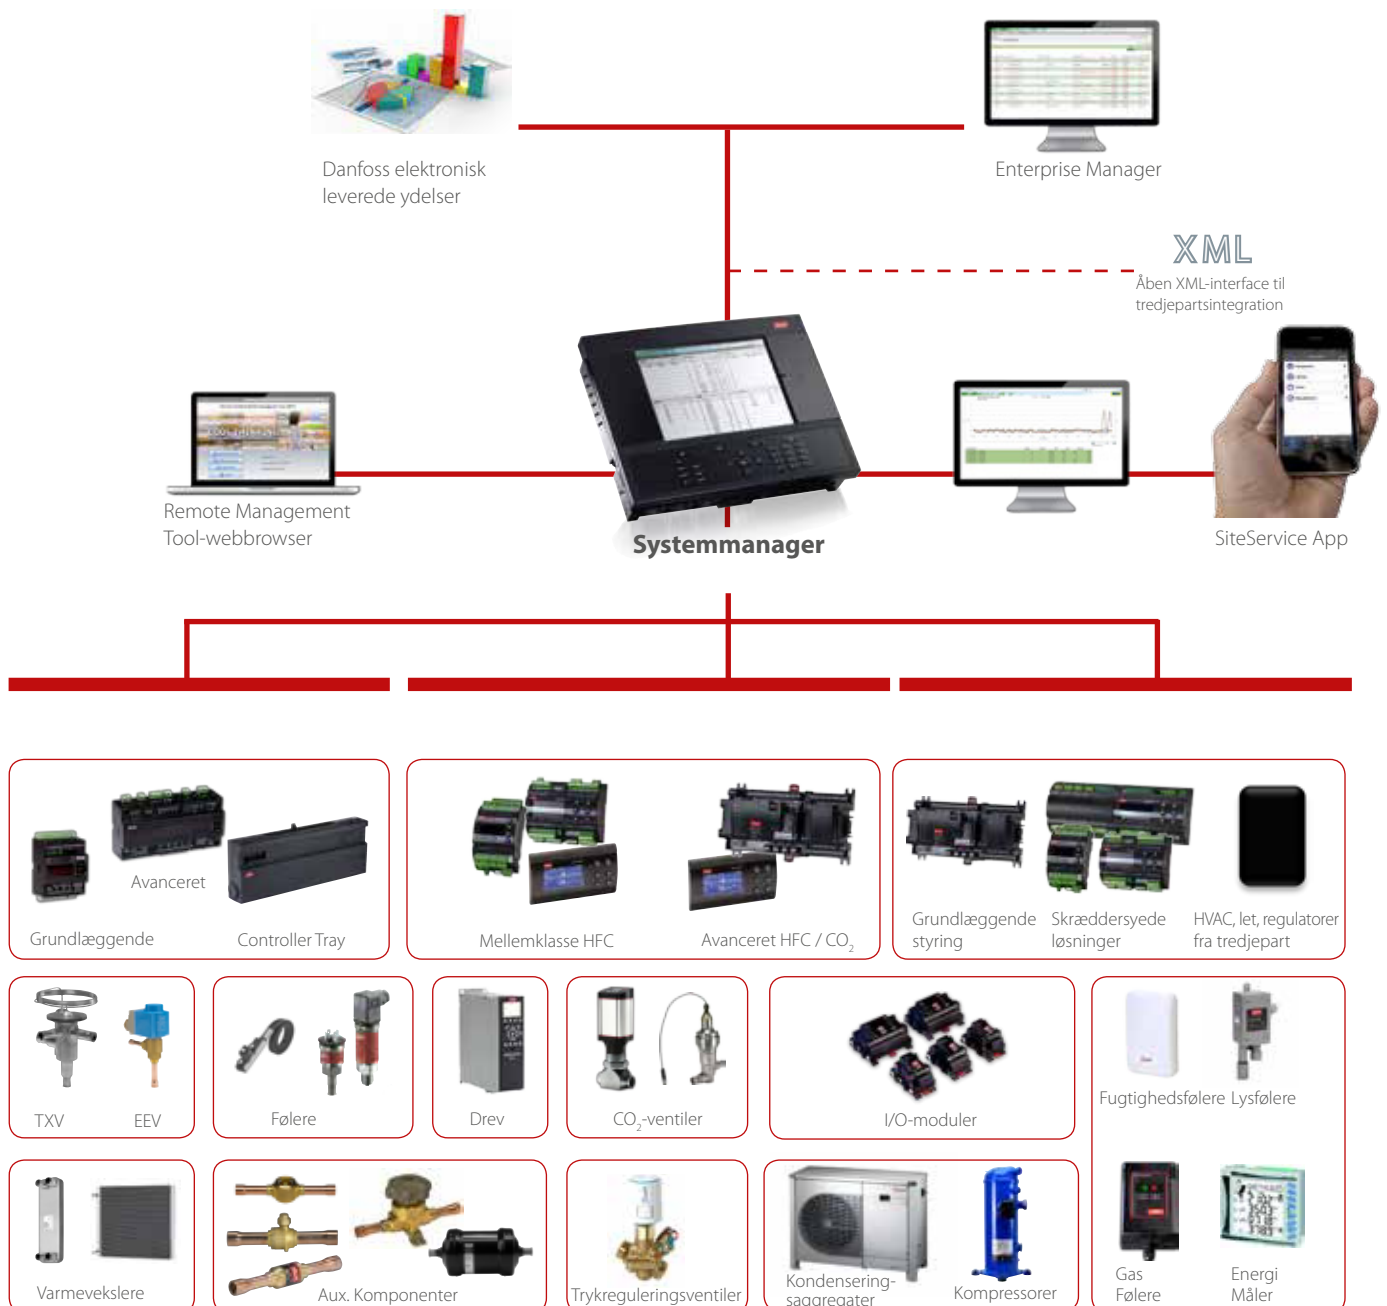 Danfoss elektronisk
leverede ydelser
Enterprise Manager
XML
Åben XML-interface til
tredjepartsintegration
Remote Management
Tool-webbrowser
Systemmanager
SiteService App
Avanceret
Grundlæggende
Controller Tray
Mellemklasse HFC
Avanceret HFC / CO₂
Grundlæggende
styring
Skræddersyede
løsninger
HVAC, let, regulatorer
fra tredjepart
TXV
EEV
Følere
Drev
CO₂-ventiler
I/O-moduler
Fugtighedsfølere
Lysfølere
Varmevekslere
Aux. Komponenter
Trykreguleringsventiler
Kondensering-
saggregater
Kompressorer
Gas
Følere
Energi
Måler